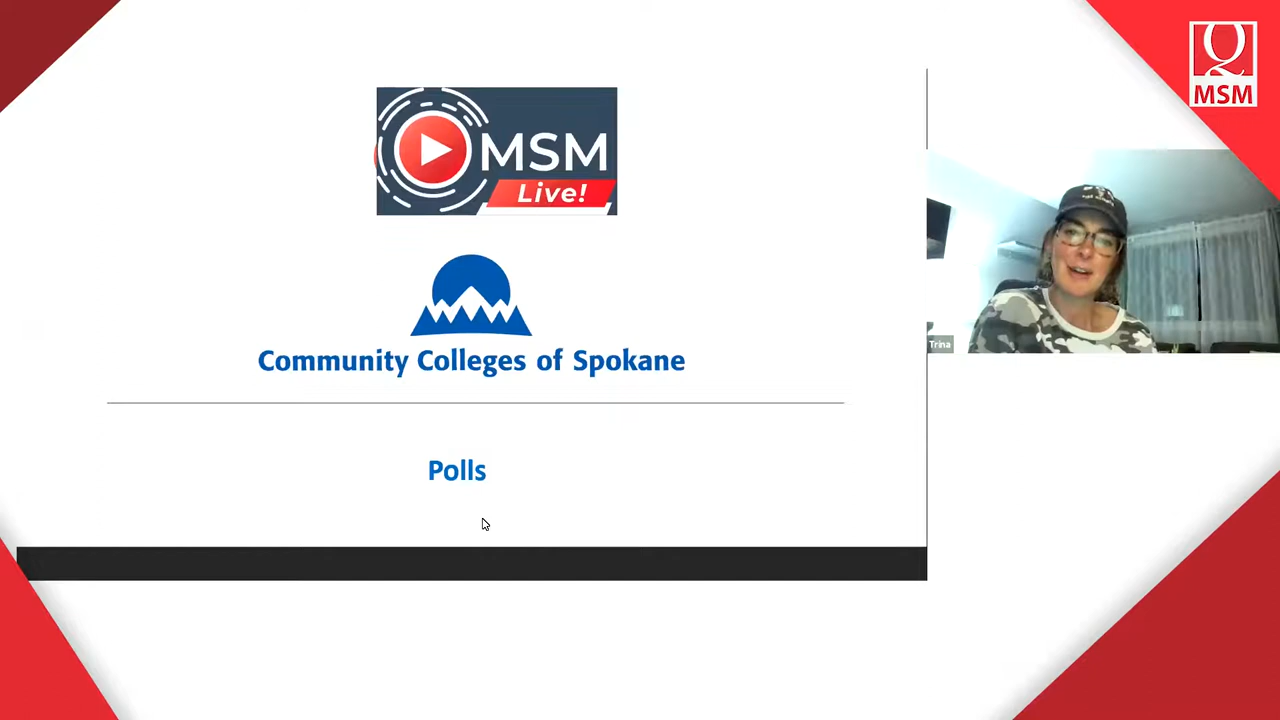 MSM
Live!
Community Colleges of Spokane
Polls
Q
MSM
Trina